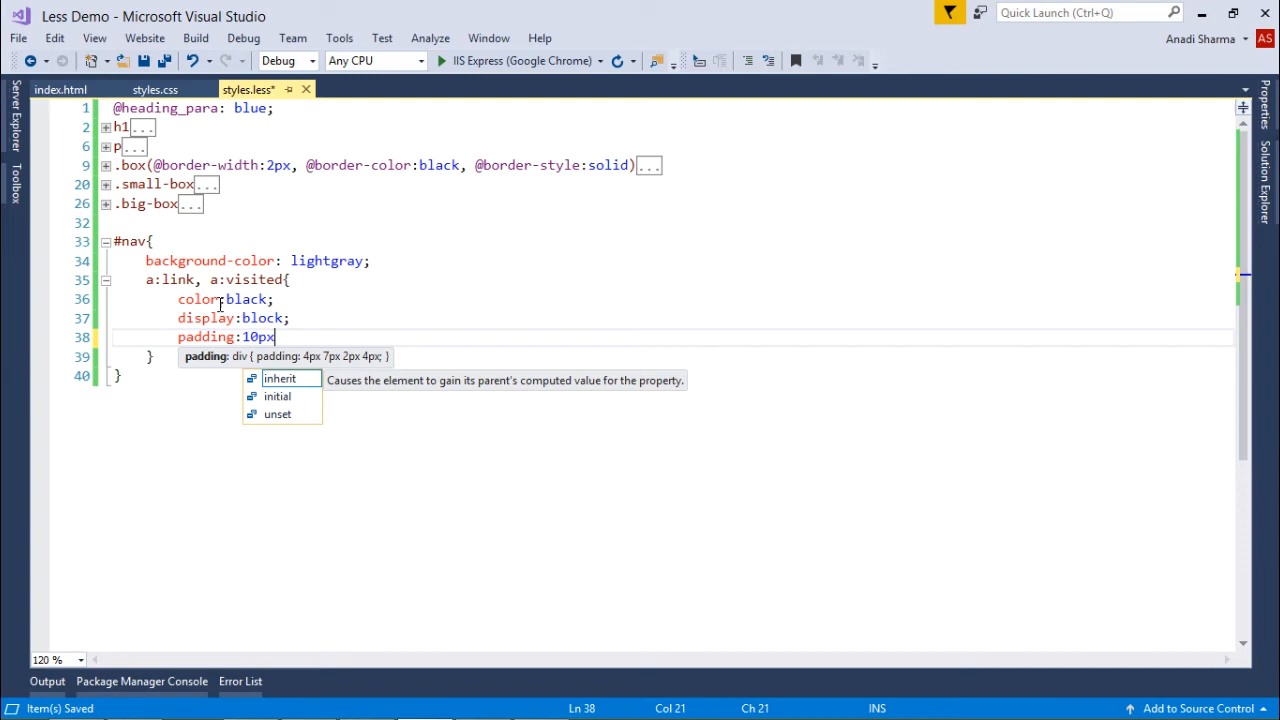 Less Demo - Microsoft Visual Studio
Quick Launch (Ctrl+Q)
File Edit View Website Build Debug Team Tools Test Analyze Window Help
Anadi Sharma AS
Debug Any CPU IIS Express (Google Chrome)
index.html styles.css styles.less*
Server Explorer
Toolbox
Properties
Solution Explorer
1 @heading_para: blue;
2 h1...
6 p...
9 .box(@border-width:2px, @border-color:black, @border-style:solid)...
20 .small-box...
26 .big-box...
32
33 #nav{
34 background-color: lightgray;
35 a:link, a:visited{
36 color:black;
37 display:block;
38 padding:10px
39 }
padding: div { padding: 4px 7px 2px 4px; }
40 }
inherit
Causes the element to gain its parent's computed value for the property.
initial
unset
120 %
Output Package Manager Console Error List
Item(s) Saved Ln 38 Col 21 Ch 21 INS Add to Source Control